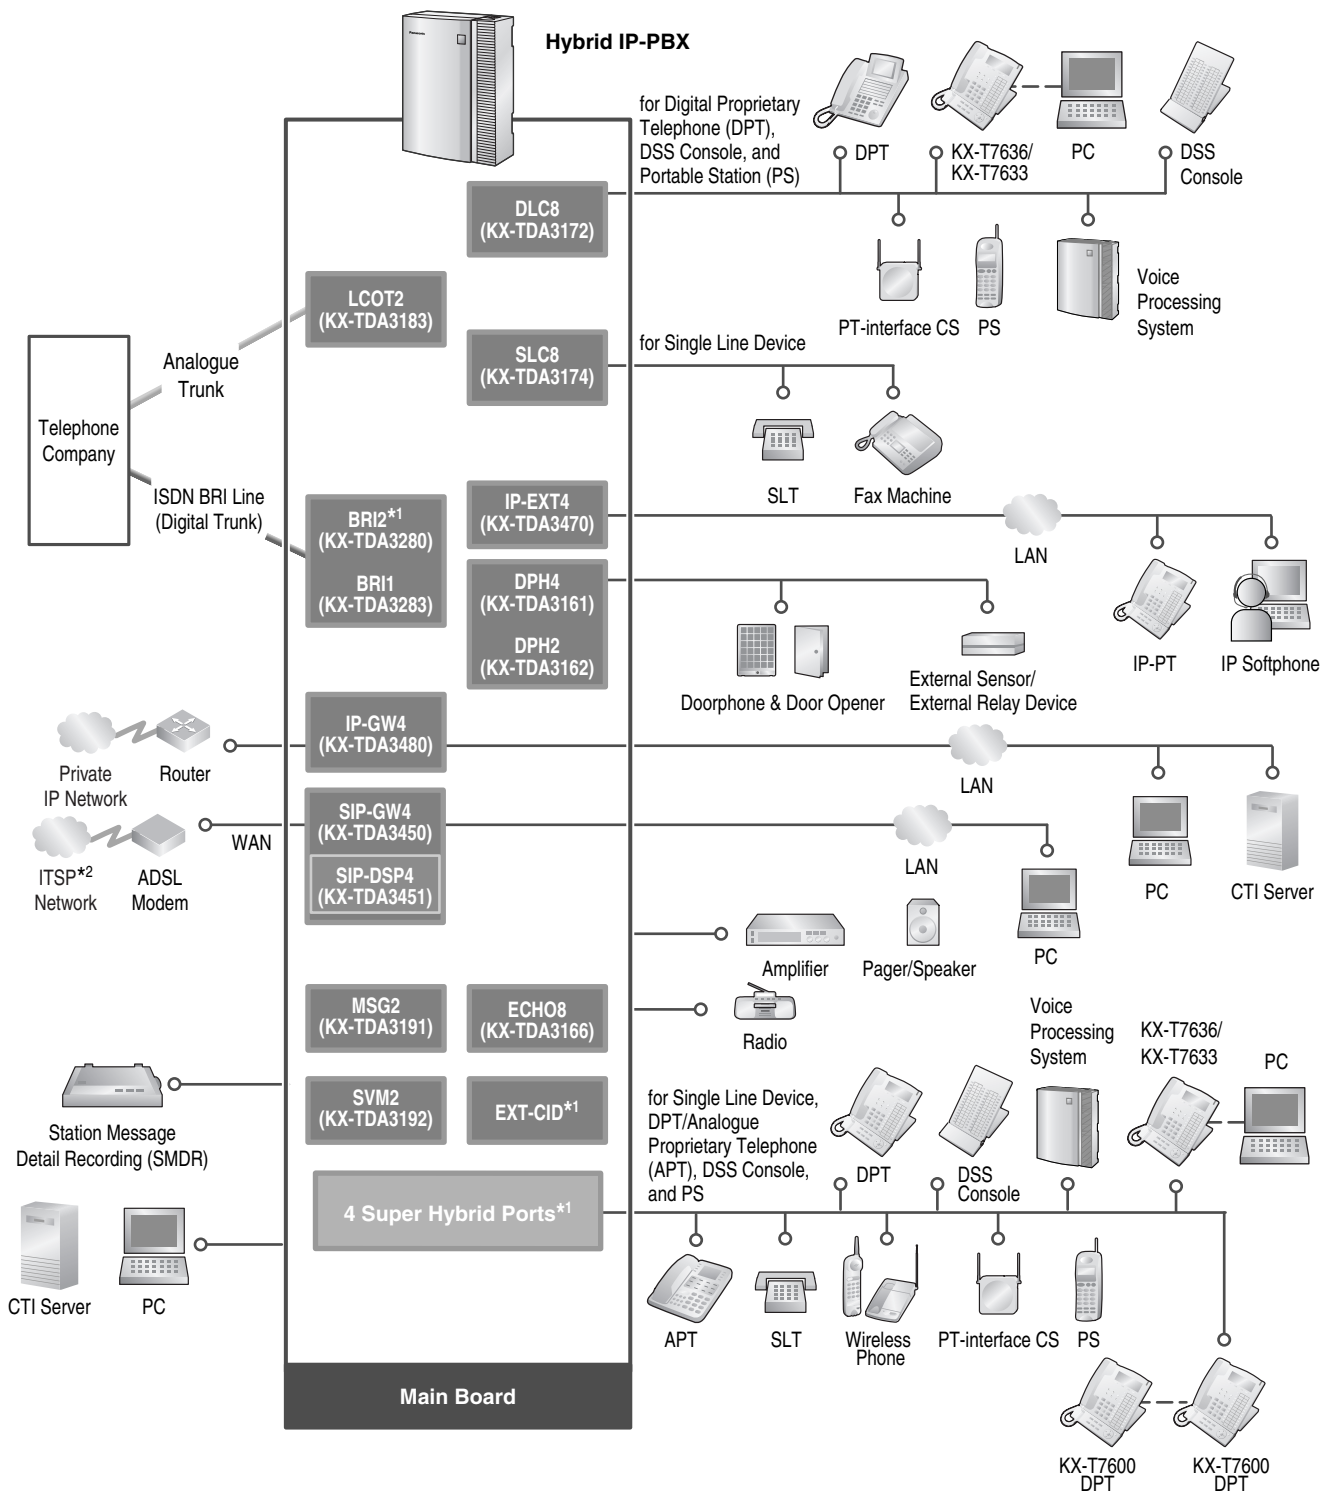 Hybrid IP-PBX
for Digital Proprietary
Telephone (DPT),
DSS Console, and
Portable Station (PS)
DPT
KX-T7636/
KX-T7633
PC
DSS
Console
DLC8
(KX-TDA3172)
PT-interface CS
PS
Voice
Processing
System
LCOT2
(KX-TDA3183)
Analogue
Trunk
Telephone
Company
ISDN BRI Line
(Digital Trunk)
SLC8
(KX-TDA3174)
for Single Line Device
SLT
Fax Machine
BRI2*1
(KX-TDA3280)
BRI1
(KX-TDA3283)
IP-EXT4
(KX-TDA3470)
LAN
IP-PT
IP Softphone
DPH4
(KX-TDA3161)
DPH2
(KX-TDA3162)
Doorphone & Door Opener
External Sensor/
External Relay Device
Private
IP Network
Router
IP-GW4
(KX-TDA3480)
LAN
PC
CTI Server
ITSP*2
Network
ADSL
Modem
WAN
SIP-GW4
(KX-TDA3450)
SIP-DSP4
(KX-TDA3451)
LAN
PC
Amplifier
Pager/Speaker
MSG2
(KX-TDA3191)
ECHO8
(KX-TDA3166)
Radio
Station Message
Detail Recording (SMDR)
SVM2
(KX-TDA3192)
EXT-CID*1
CTI Server
PC
4 Super Hybrid Ports*1
for Single Line Device,
DPT/Analogue
Proprietary Telephone
(APT), DSS Console,
and PS
DPT
DSS
Console
Voice
Processing
System
KX-T7636/
KX-T7633
PC
APT
SLT
Wireless
Phone
PT-interface CS
PS
KX-T7600
DPT
KX-T7600
DPT
Main Board